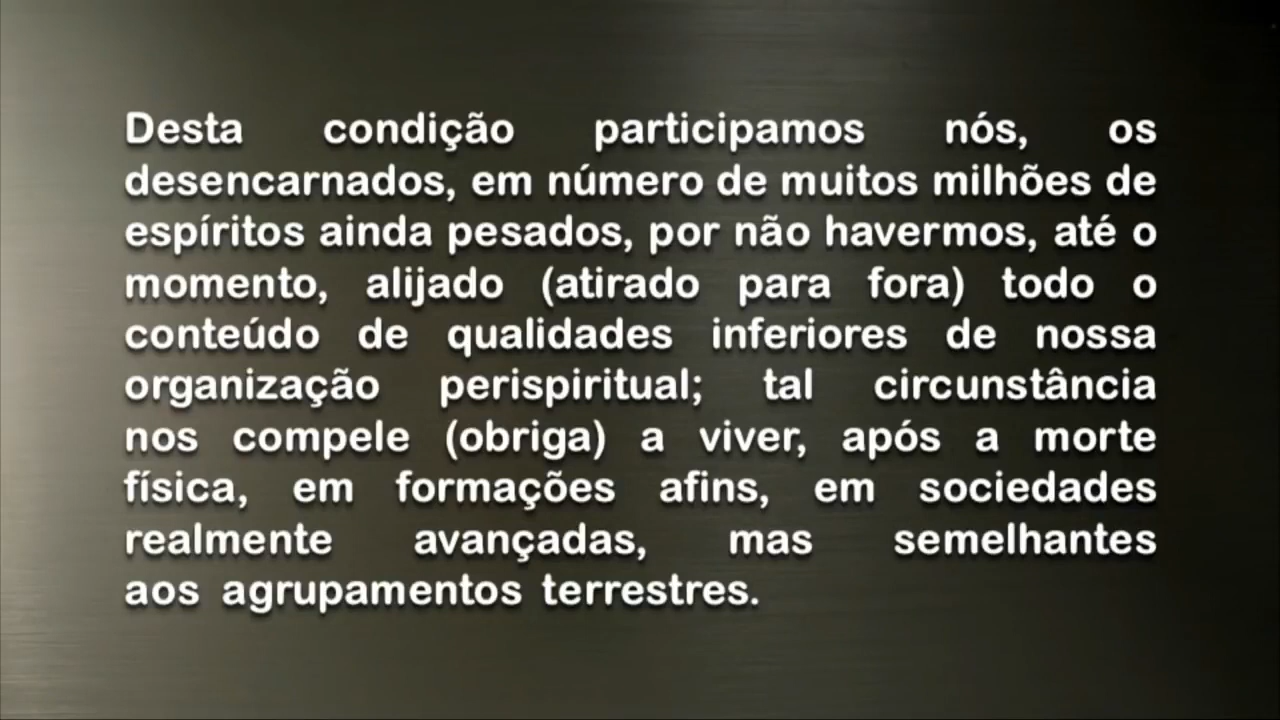 Desta condição participamos nós, os
desencarnados, em número de muitos milhões de
espíritos ainda pesados, por não havermos, até o
momento, alijado (atirado para fora) todo o
conteúdo de qualidades inferiores de nossa
organização perispiritual; tal circunstância
nos compele (obriga) a viver, após a morte
física, em formações afins, em sociedades
realmente avançadas, mas semelhantes
aos agrupamentos terrestres.